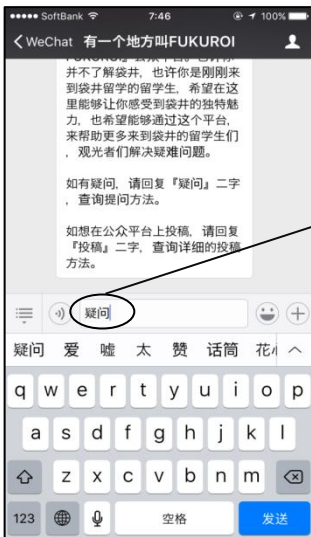 SoftBank 7:46 100%
WeChat 有一个地方叫FUKUROI
并不了解袋井，也许你是刚刚来
到袋井留学的留学生，希望在这
里能够让你感受到袋井的独特魅
力，也希望能够通过这个平台，
来帮助更多来到袋井的留学生们
，观光者们解决疑难问题。
如有疑问，请回复『疑问』二字
，查询提问方法。
如想在公众平台上投稿，请回复
『投稿』二字，查询详细的投稿
方法。
疑问
疑问 爱 嘘 太 赞 话筒 花
q w e r t y u i o p
a s d f g h j k l
z x c v b n m
123 空格 发送